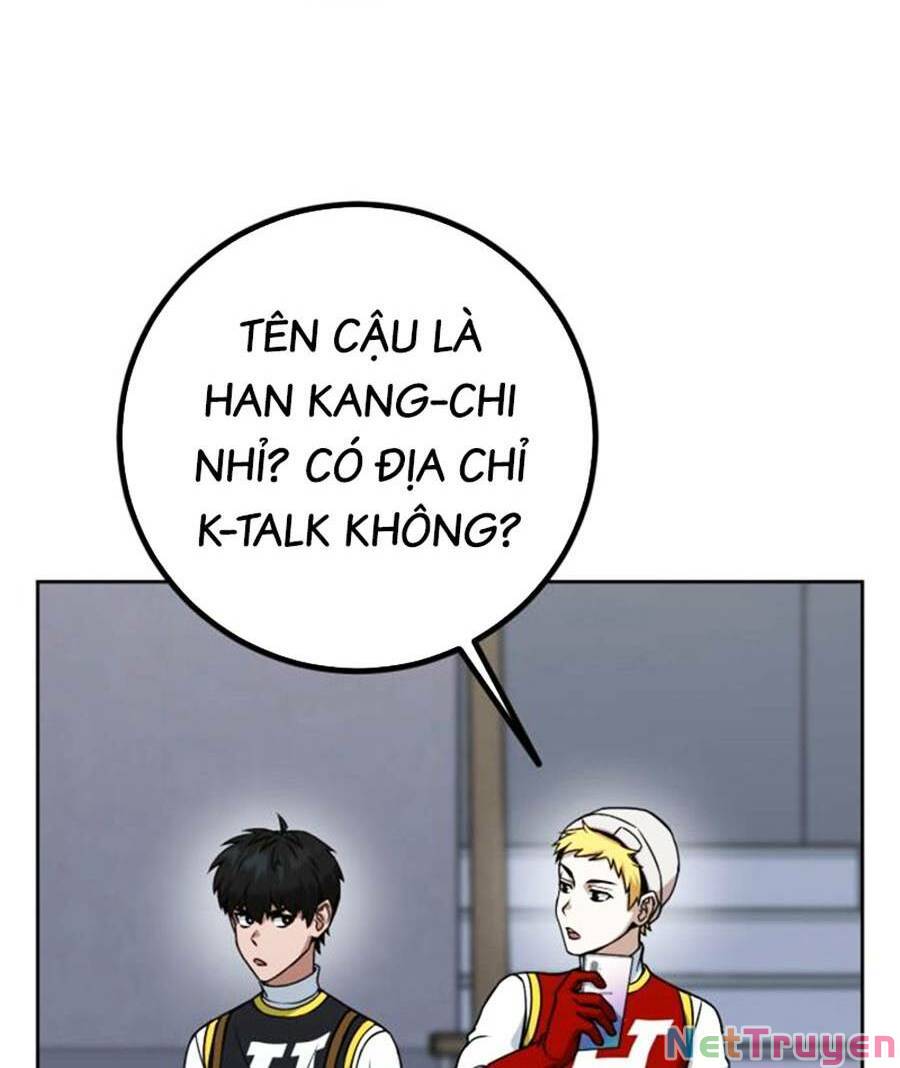 TÊN CẬU LÀ
HAN KANG-CHI
NHỈ? CÓ ĐỊA CHỈ
K-TALK KHÔNG?
H
H
NetTruyen